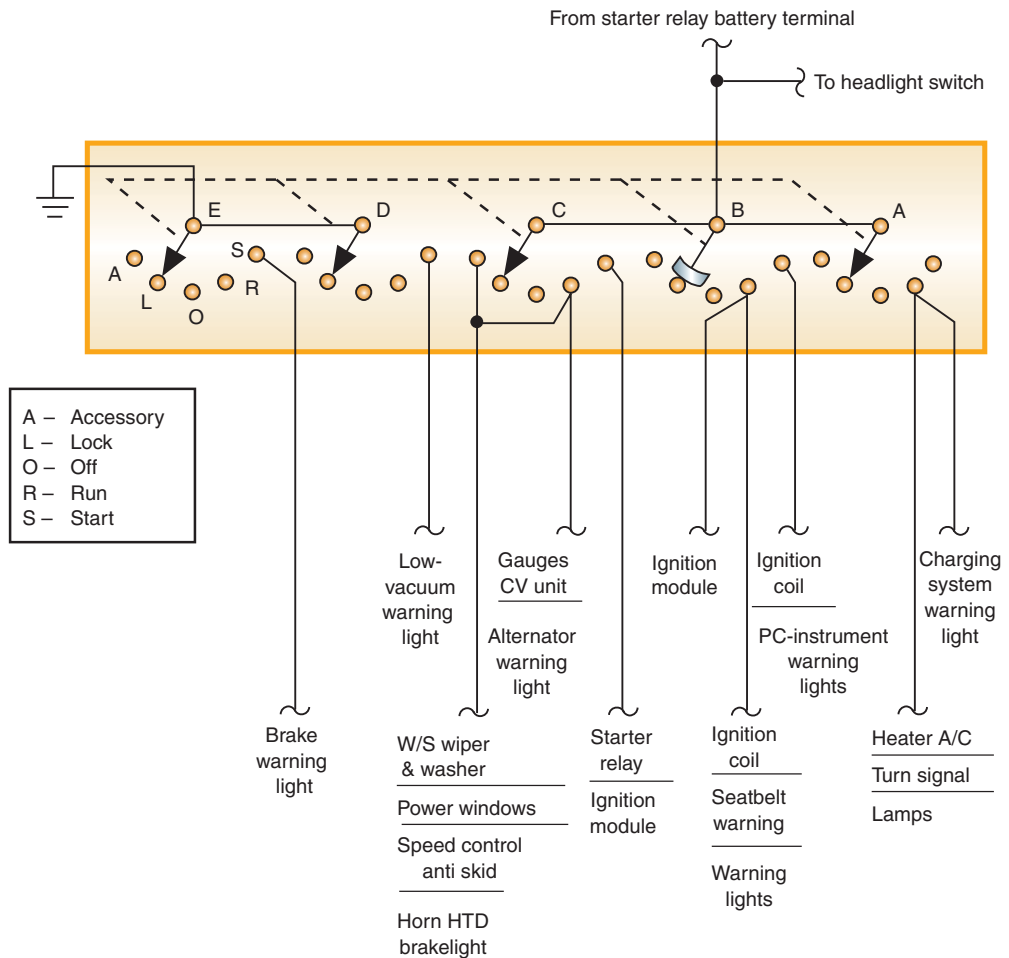 From starter relay battery terminal
To headlight switch
E
D
C
B
A
A
L
O
R
S
A – Accessory
L – Lock
O – Off
R – Run
S – Start
Low-
vacuum
warning
light
Gauges
CV unit
Alternator
warning
light
Ignition
module
Ignition
coil
PC-instrument
warning
lights
Charging
system
warning
light
Brake
warning
light
W/S wiper
& washer
Power windows
Speed control
anti skid
Horn HTD
brakelight
Starter
relay
Ignition
module
Ignition
coil
Seatbelt
warning
Warning
lights
Heater A/C
Turn signal
Lamps